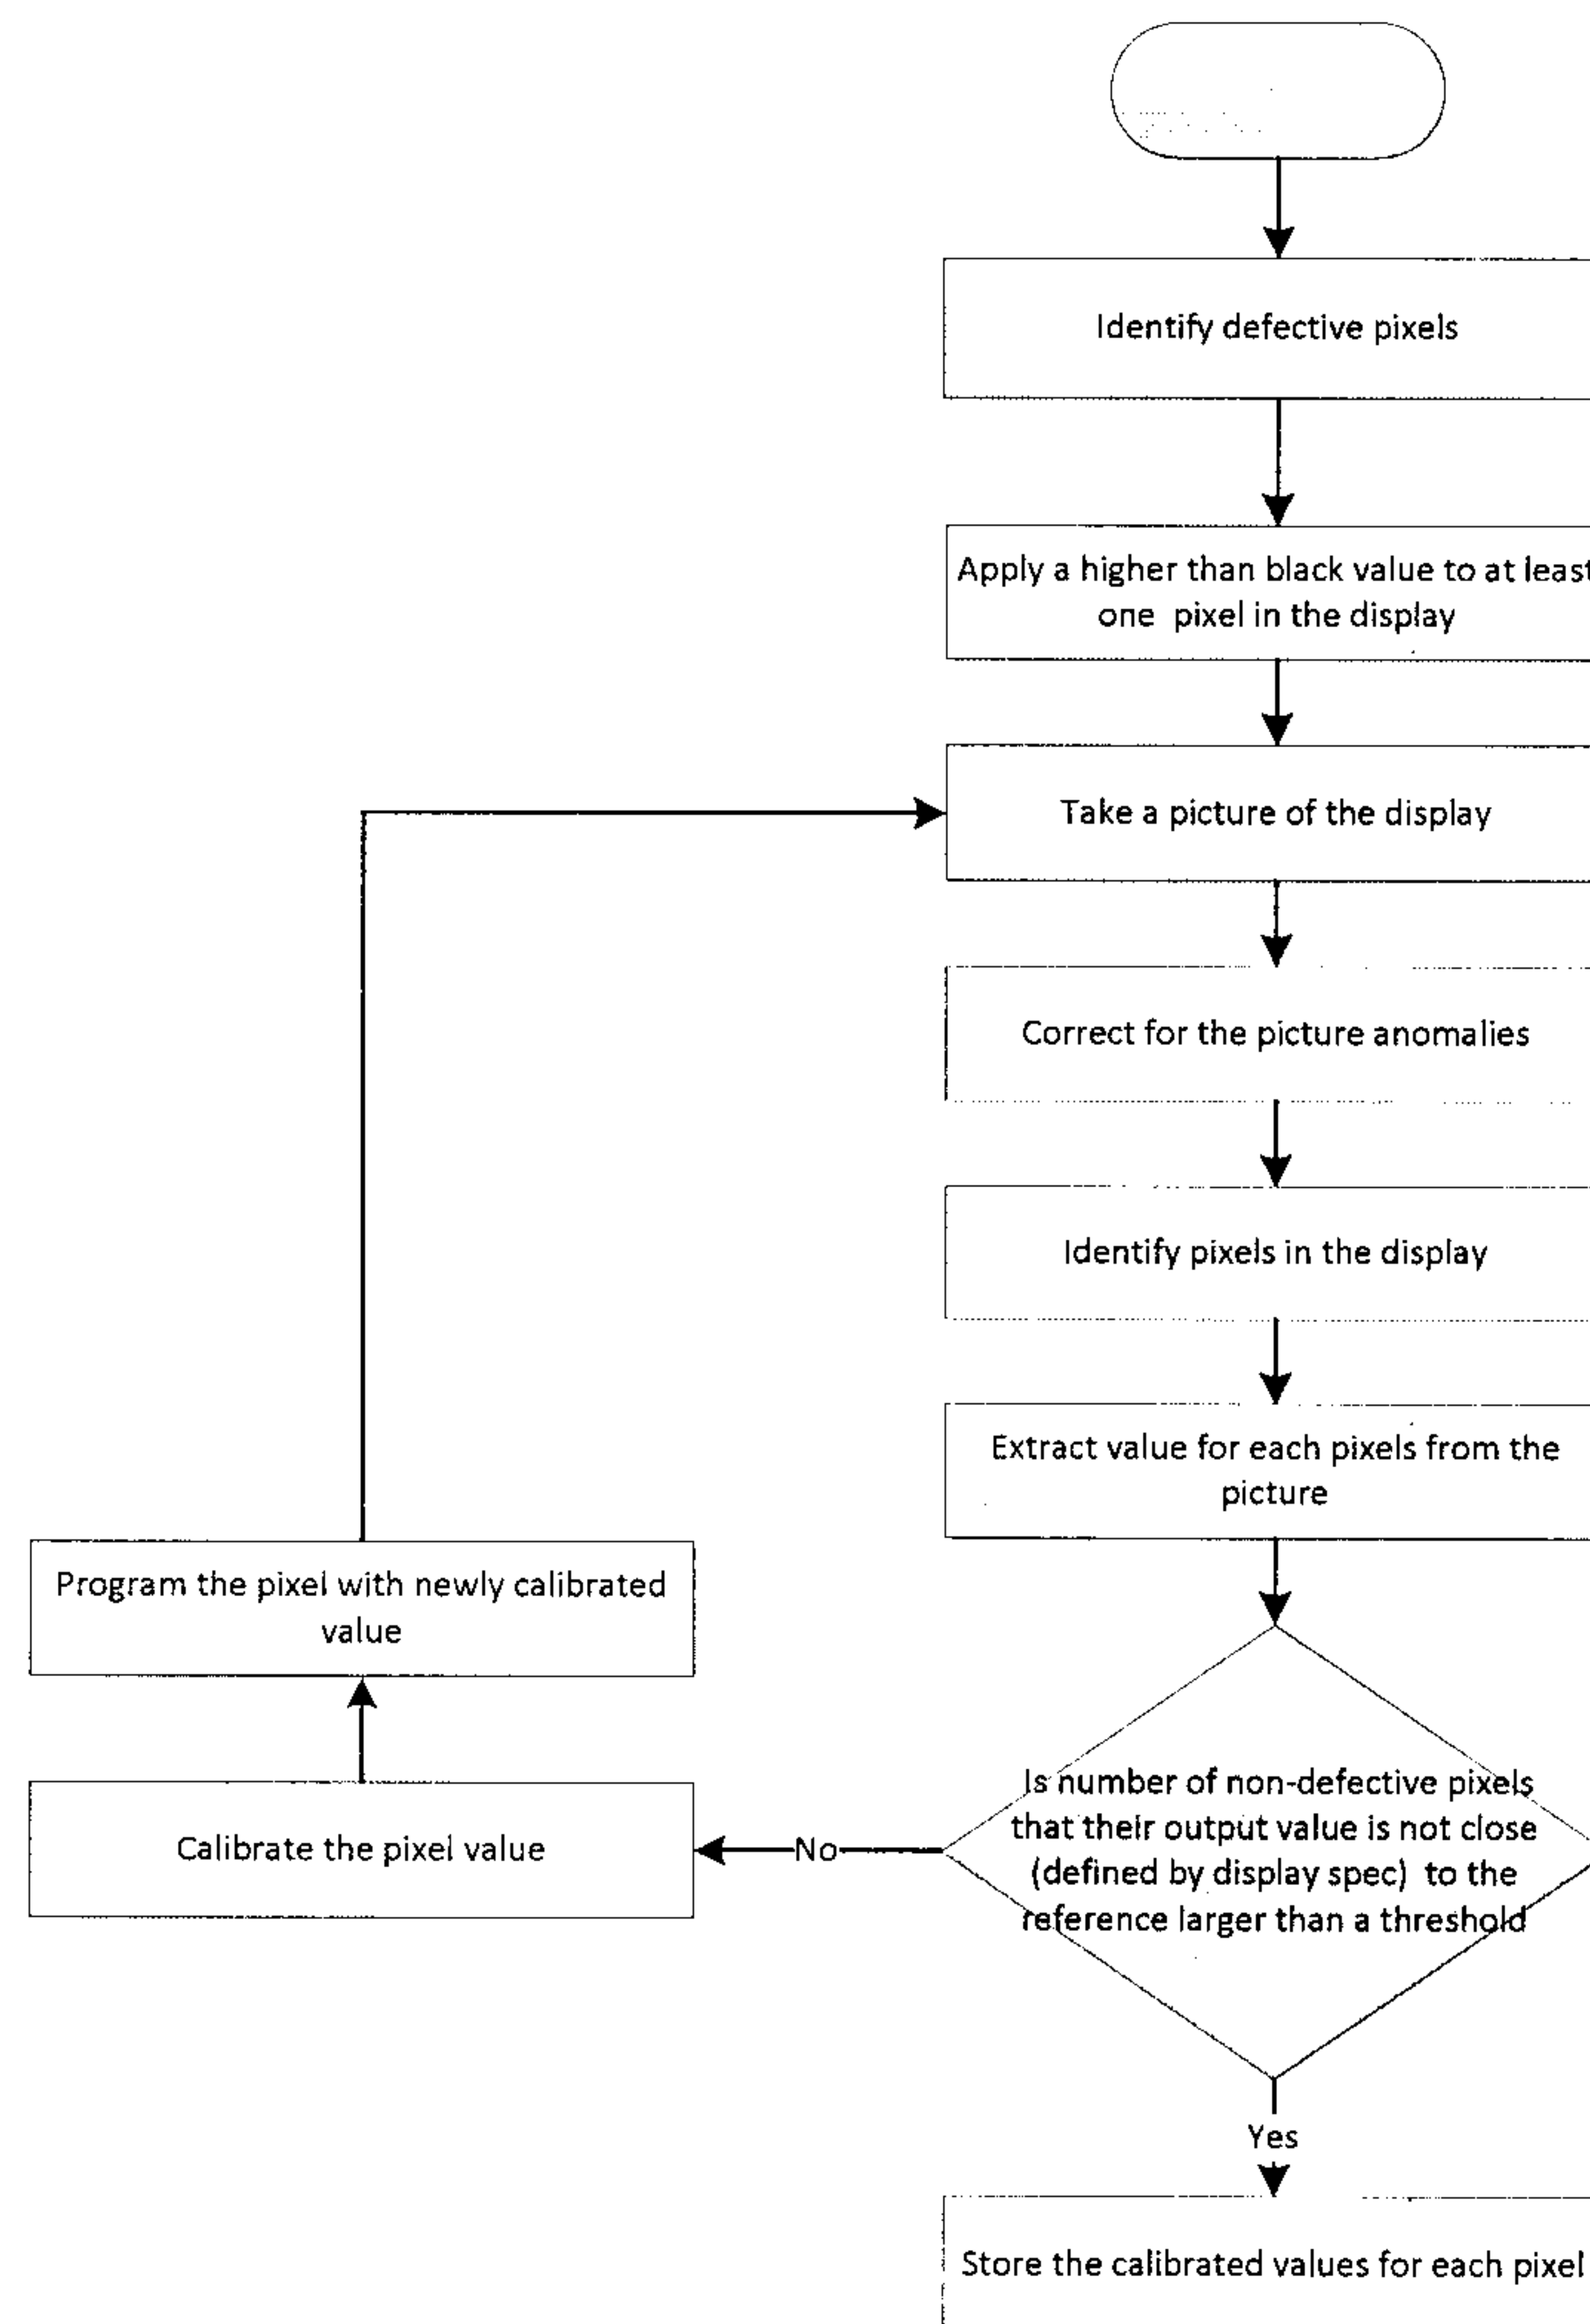 Identify defective pixels
Apply a higher than black value to at least
one pixel in the display
Take a picture of the display
Correct for the picture anomalies
Identify pixels in the display
Extract value for each pixels from the
picture
Program the pixel with newly calibrated
value
Is number of non-defective pixels
that their output value is not close
(defined by display spec) to the
reference larger than a threshold
No
Calibrate the pixel value
Yes
Store the calibrated values for each pixel